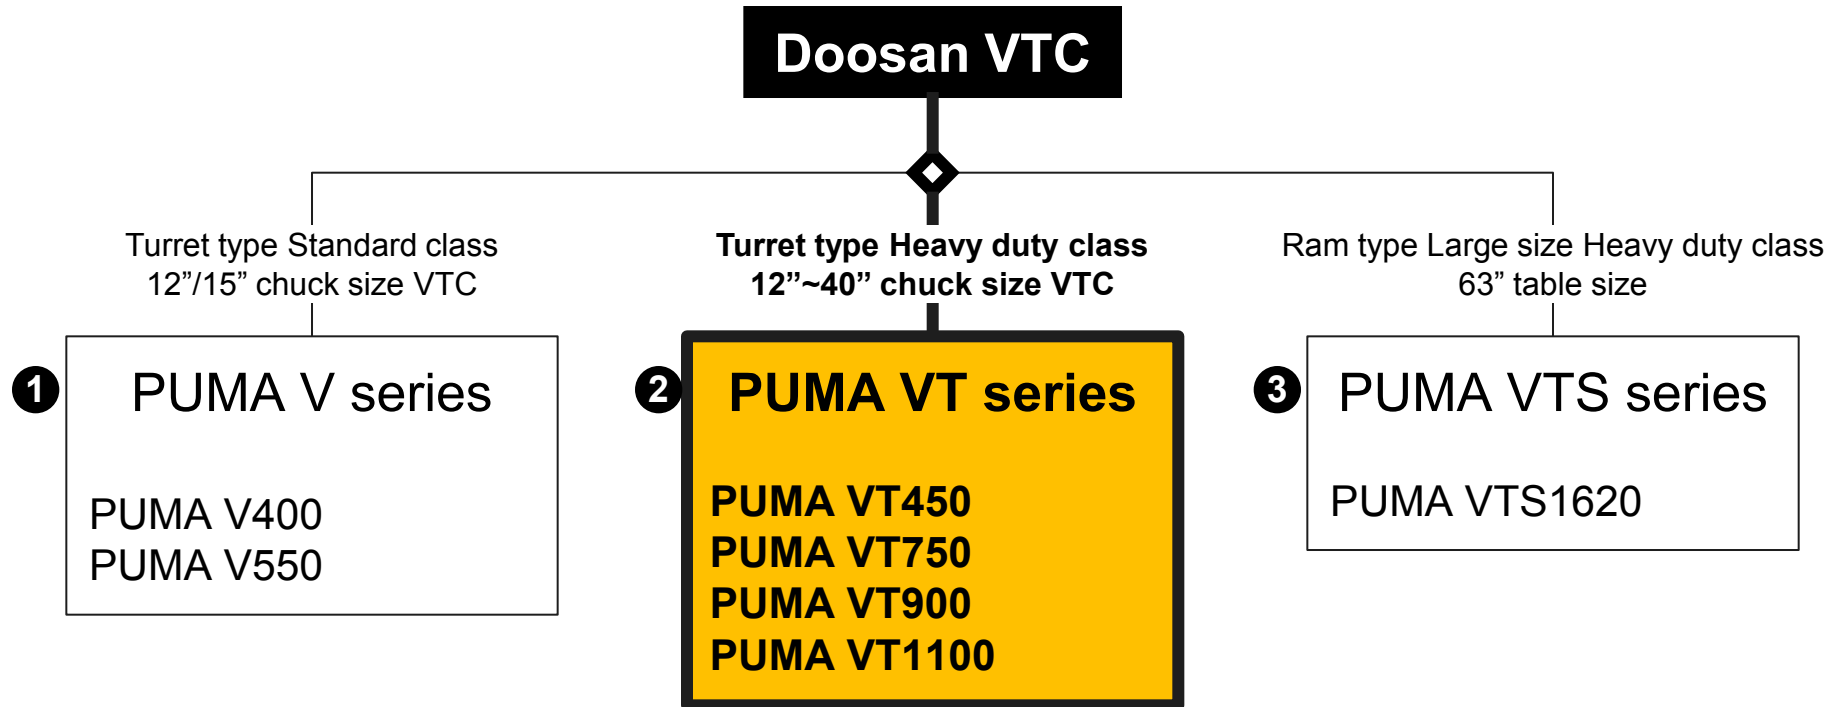 Doosan VTC
Turret type Standard class
12”/15” chuck size VTC
Turret type Heavy duty class
12”~40” chuck size VTC
Ram type Large size Heavy duty class
63” table size
1
PUMA V series
PUMA V400
PUMA V550
2
PUMA VT series
PUMA VT450
PUMA VT750
PUMA VT900
PUMA VT1100
3
PUMA VTS series
PUMA VTS1620